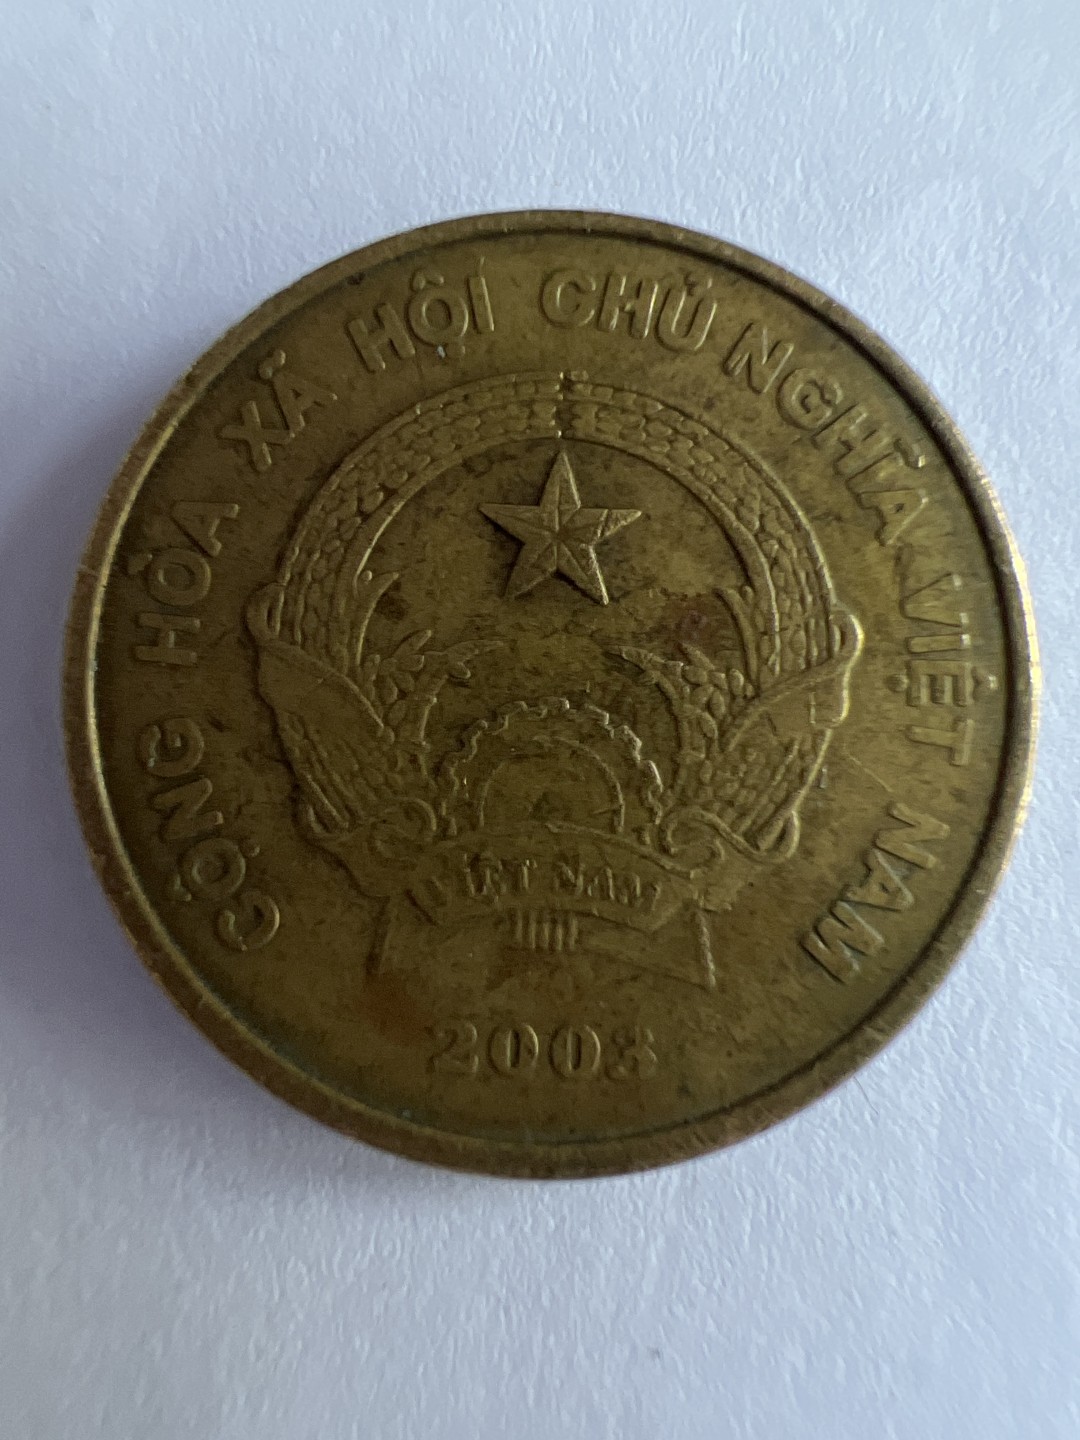 CỘNG HÒA XÃ HỘI CHỦ NGHĨA VIỆT NAM
VIỆT NAM
2003